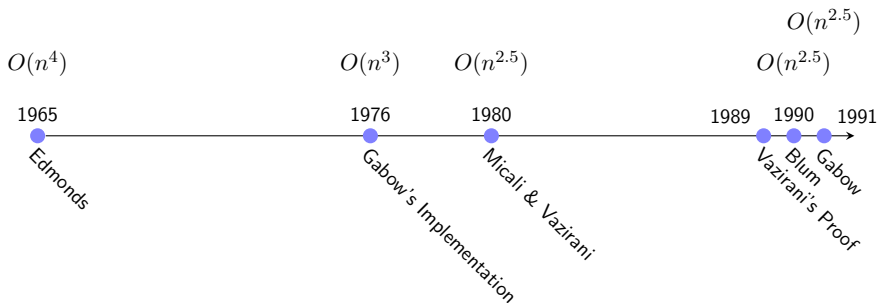 O(n^{2.5})
O(n^4)
O(n^3)
O(n^{2.5})
O(n^{2.5})
1965
1976
1980
1989
1990
1991
Edmonds
Gabow's Implementation
Micali & Vazirani
Vazirani's Proof
Blum
Gabow